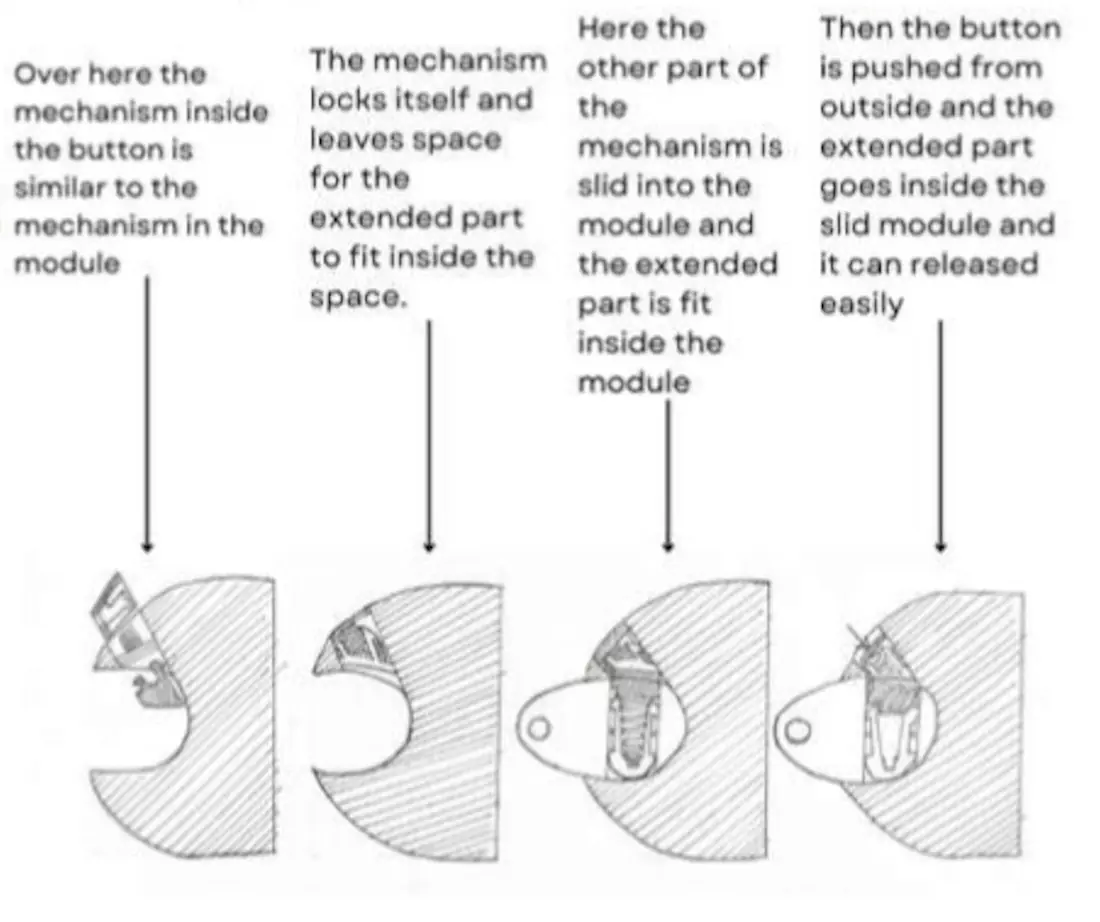 Over here the
mechanism inside
the button is
similar to the
mechanism in the
module
The mechanism
locks itself and
leaves space
for the
extended part
to fit inside the
space.
Here the
other part of
the
mechanism is
slid into the
module and
the extended
part is fit
inside the
module
Then the button
is pushed from
outside and the
extended part
goes inside the
slid module and
it can released
easily